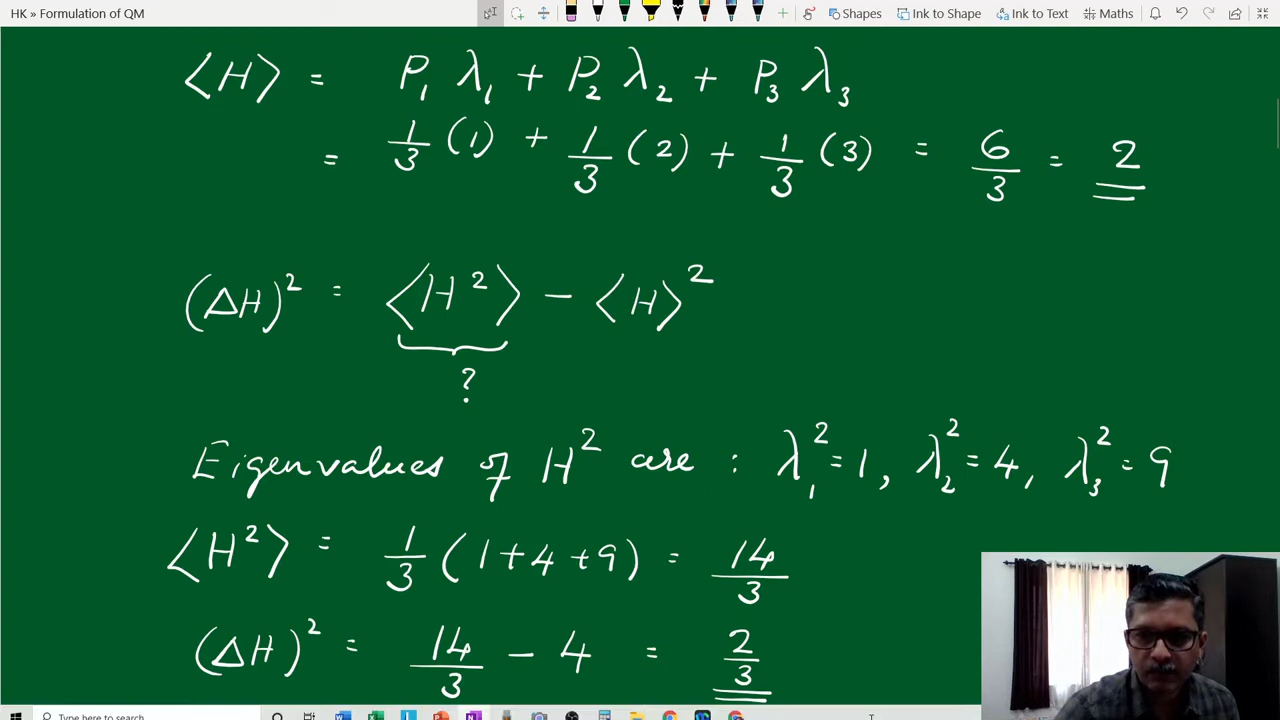 HK » Formulation of QM
Shapes Ink to Shape Ink to Text Maths
⟨H⟩ = P₁ λ₁ + P₂ λ₂ + P₃ λ₃
= 1/3 (1) + 1/3 (2) + 1/3 (3) = 6/3 = 2
(ΔH)² = ⟨H²⟩ − ⟨H⟩²
?
Eigenvalues of H² are : λ₁² = 1, λ₂² = 4, λ₃² = 9
⟨H²⟩ = 1/3 (1+4+9) = 14/3
(ΔH)² = 14/3 − 4 = 2/3
Type here to search